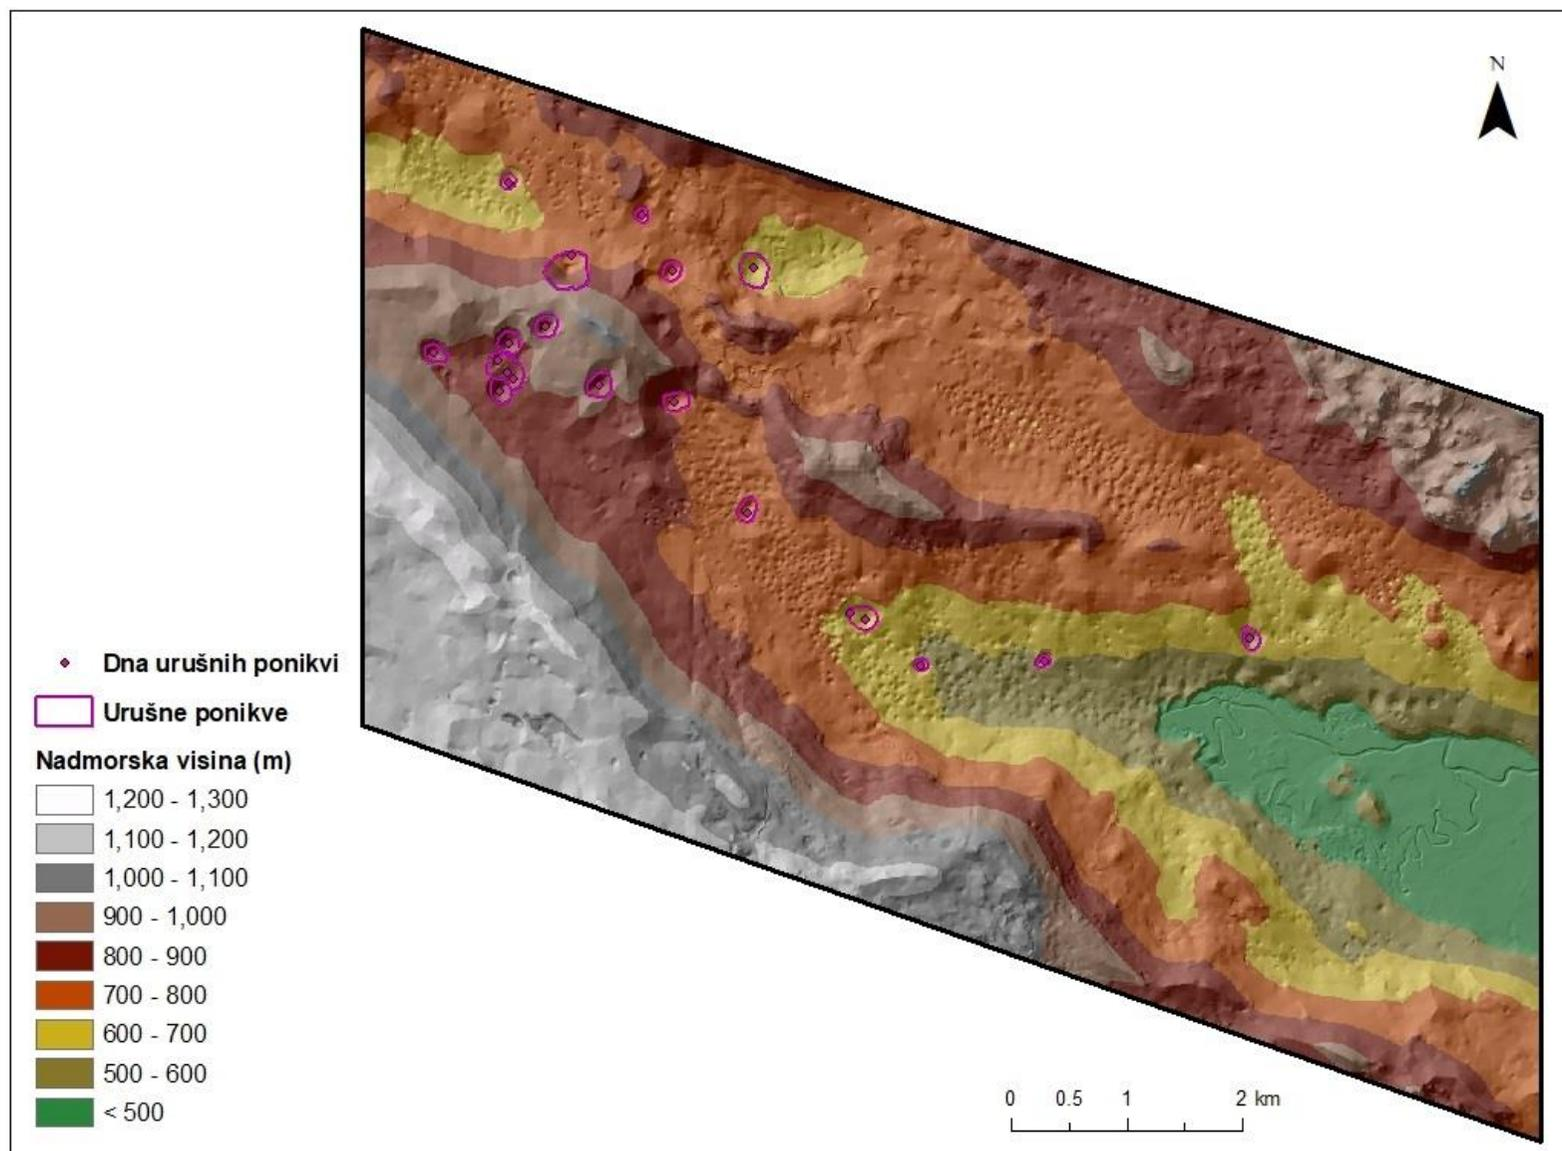 N
Dna urušnih ponikvi
Urušne ponikve
Nadmorska visina (m)
1,200 - 1,300
1,100 - 1,200
1,000 - 1,100
900 - 1,000
800 - 900
700 - 800
600 - 700
500 - 600
< 500
0 0.5 1 2 km